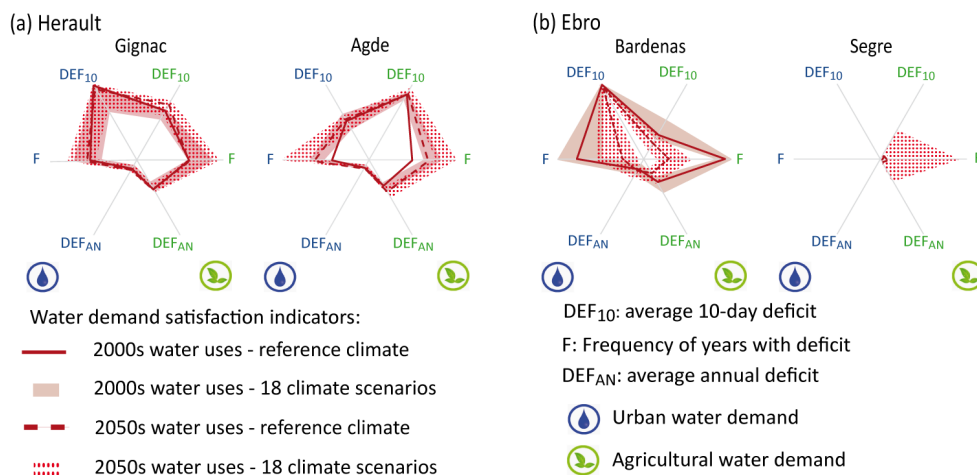 (a) Herault
(b) Ebro
Gignac
Agde
Bardenas
Segre
DEF10
DEF10
DEF10
DEF10
DEF10
DEF10
DEF10
DEF10
F
F
F
F
F
F
F
F
DEFAN
DEFAN
DEFAN
DEFAN
DEFAN
DEFAN
DEFAN
DEFAN
Water demand satisfaction indicators:
2000s water uses - reference climate
2000s water uses - 18 climate scenarios
2050s water uses - reference climate
2050s water uses - 18 climate scenarios
DEF10: average 10-day deficit
F: Frequency of years with deficit
DEFAN: average annual deficit
Urban water demand
Agricultural water demand